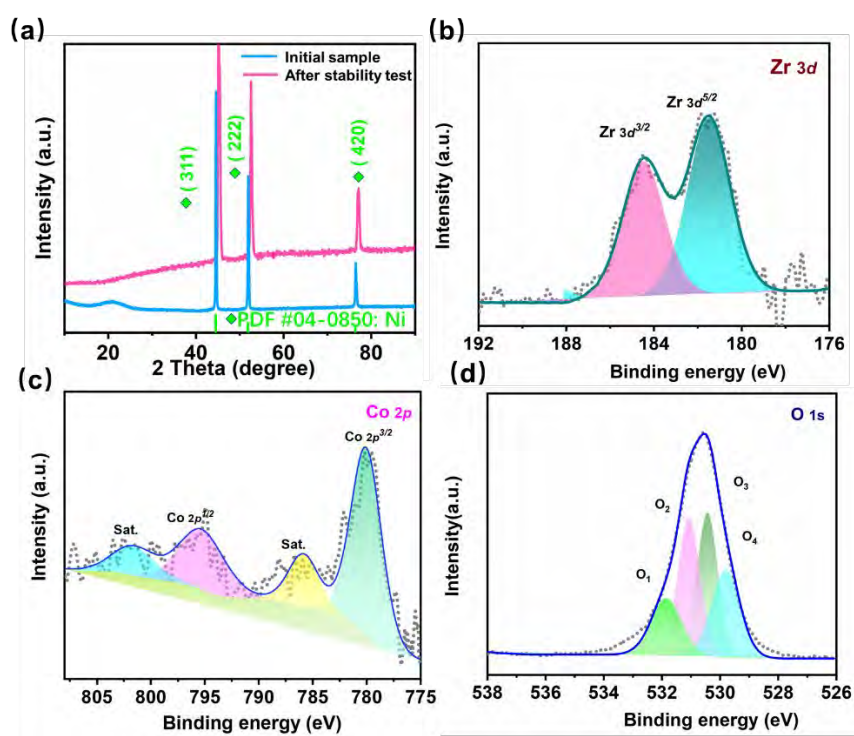 (a)
Initial sample
After stability test
(311)
(222)
(420)
PDF #04-0850: Ni
20 40 60 80
2 Theta (degree)
Intensity (a.u.)
(b)
Zr 3d
Zr 3d3/2
Zr 3d5/2
192 188 184 180 176
Binding energy (eV)
Intensity (a.u.)
(c)
Co 2p
Co 2p3/2
Sat.
Co 2p1/2
Sat.
805 800 795 790 785 780 775
Binding energy (eV)
Intensity (a.u.)
(d)
O 1s
O1
O2
O3
O4
538 536 534 532 530 528 526
Binding energy (eV)
Intensity(a.u.)